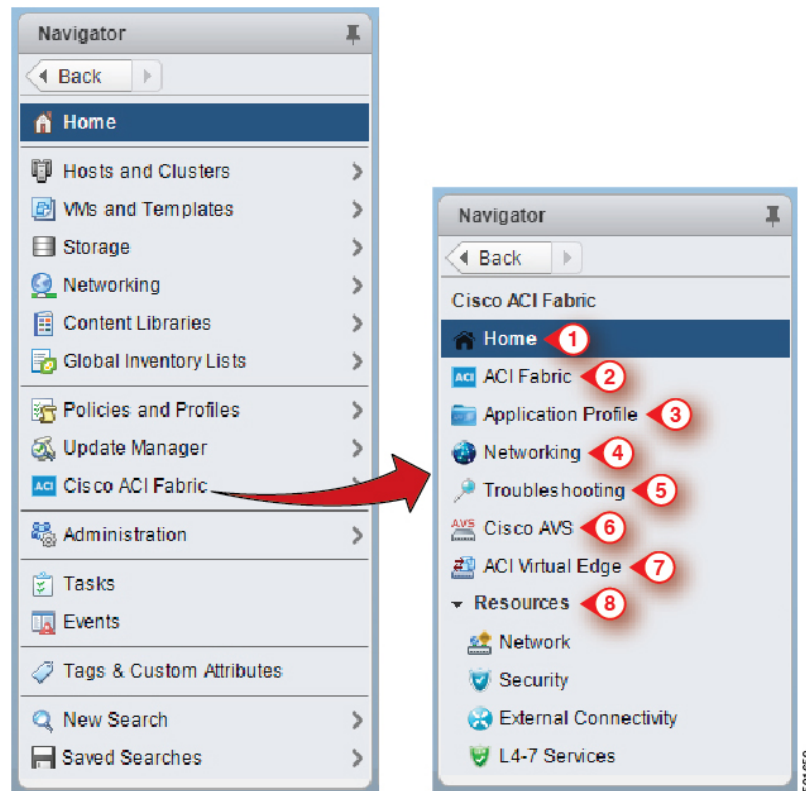 Navigator
Back
Home
Hosts and Clusters
VMs and Templates
Storage
Networking
Content Libraries
Global Inventory Lists
Policies and Profiles
Update Manager
ACI Cisco ACI Fabric
Administration
Tasks
Events
Tags & Custom Attributes
New Search
Saved Searches
Navigator
Back
Cisco ACI Fabric
Home 1
ACI ACI Fabric 2
Application Profile 3
Networking 4
Troubleshooting 5
AVS Cisco AVS 6
ACI Virtual Edge 7
Resources 8
Network
Security
External Connectivity
L4-7 Services